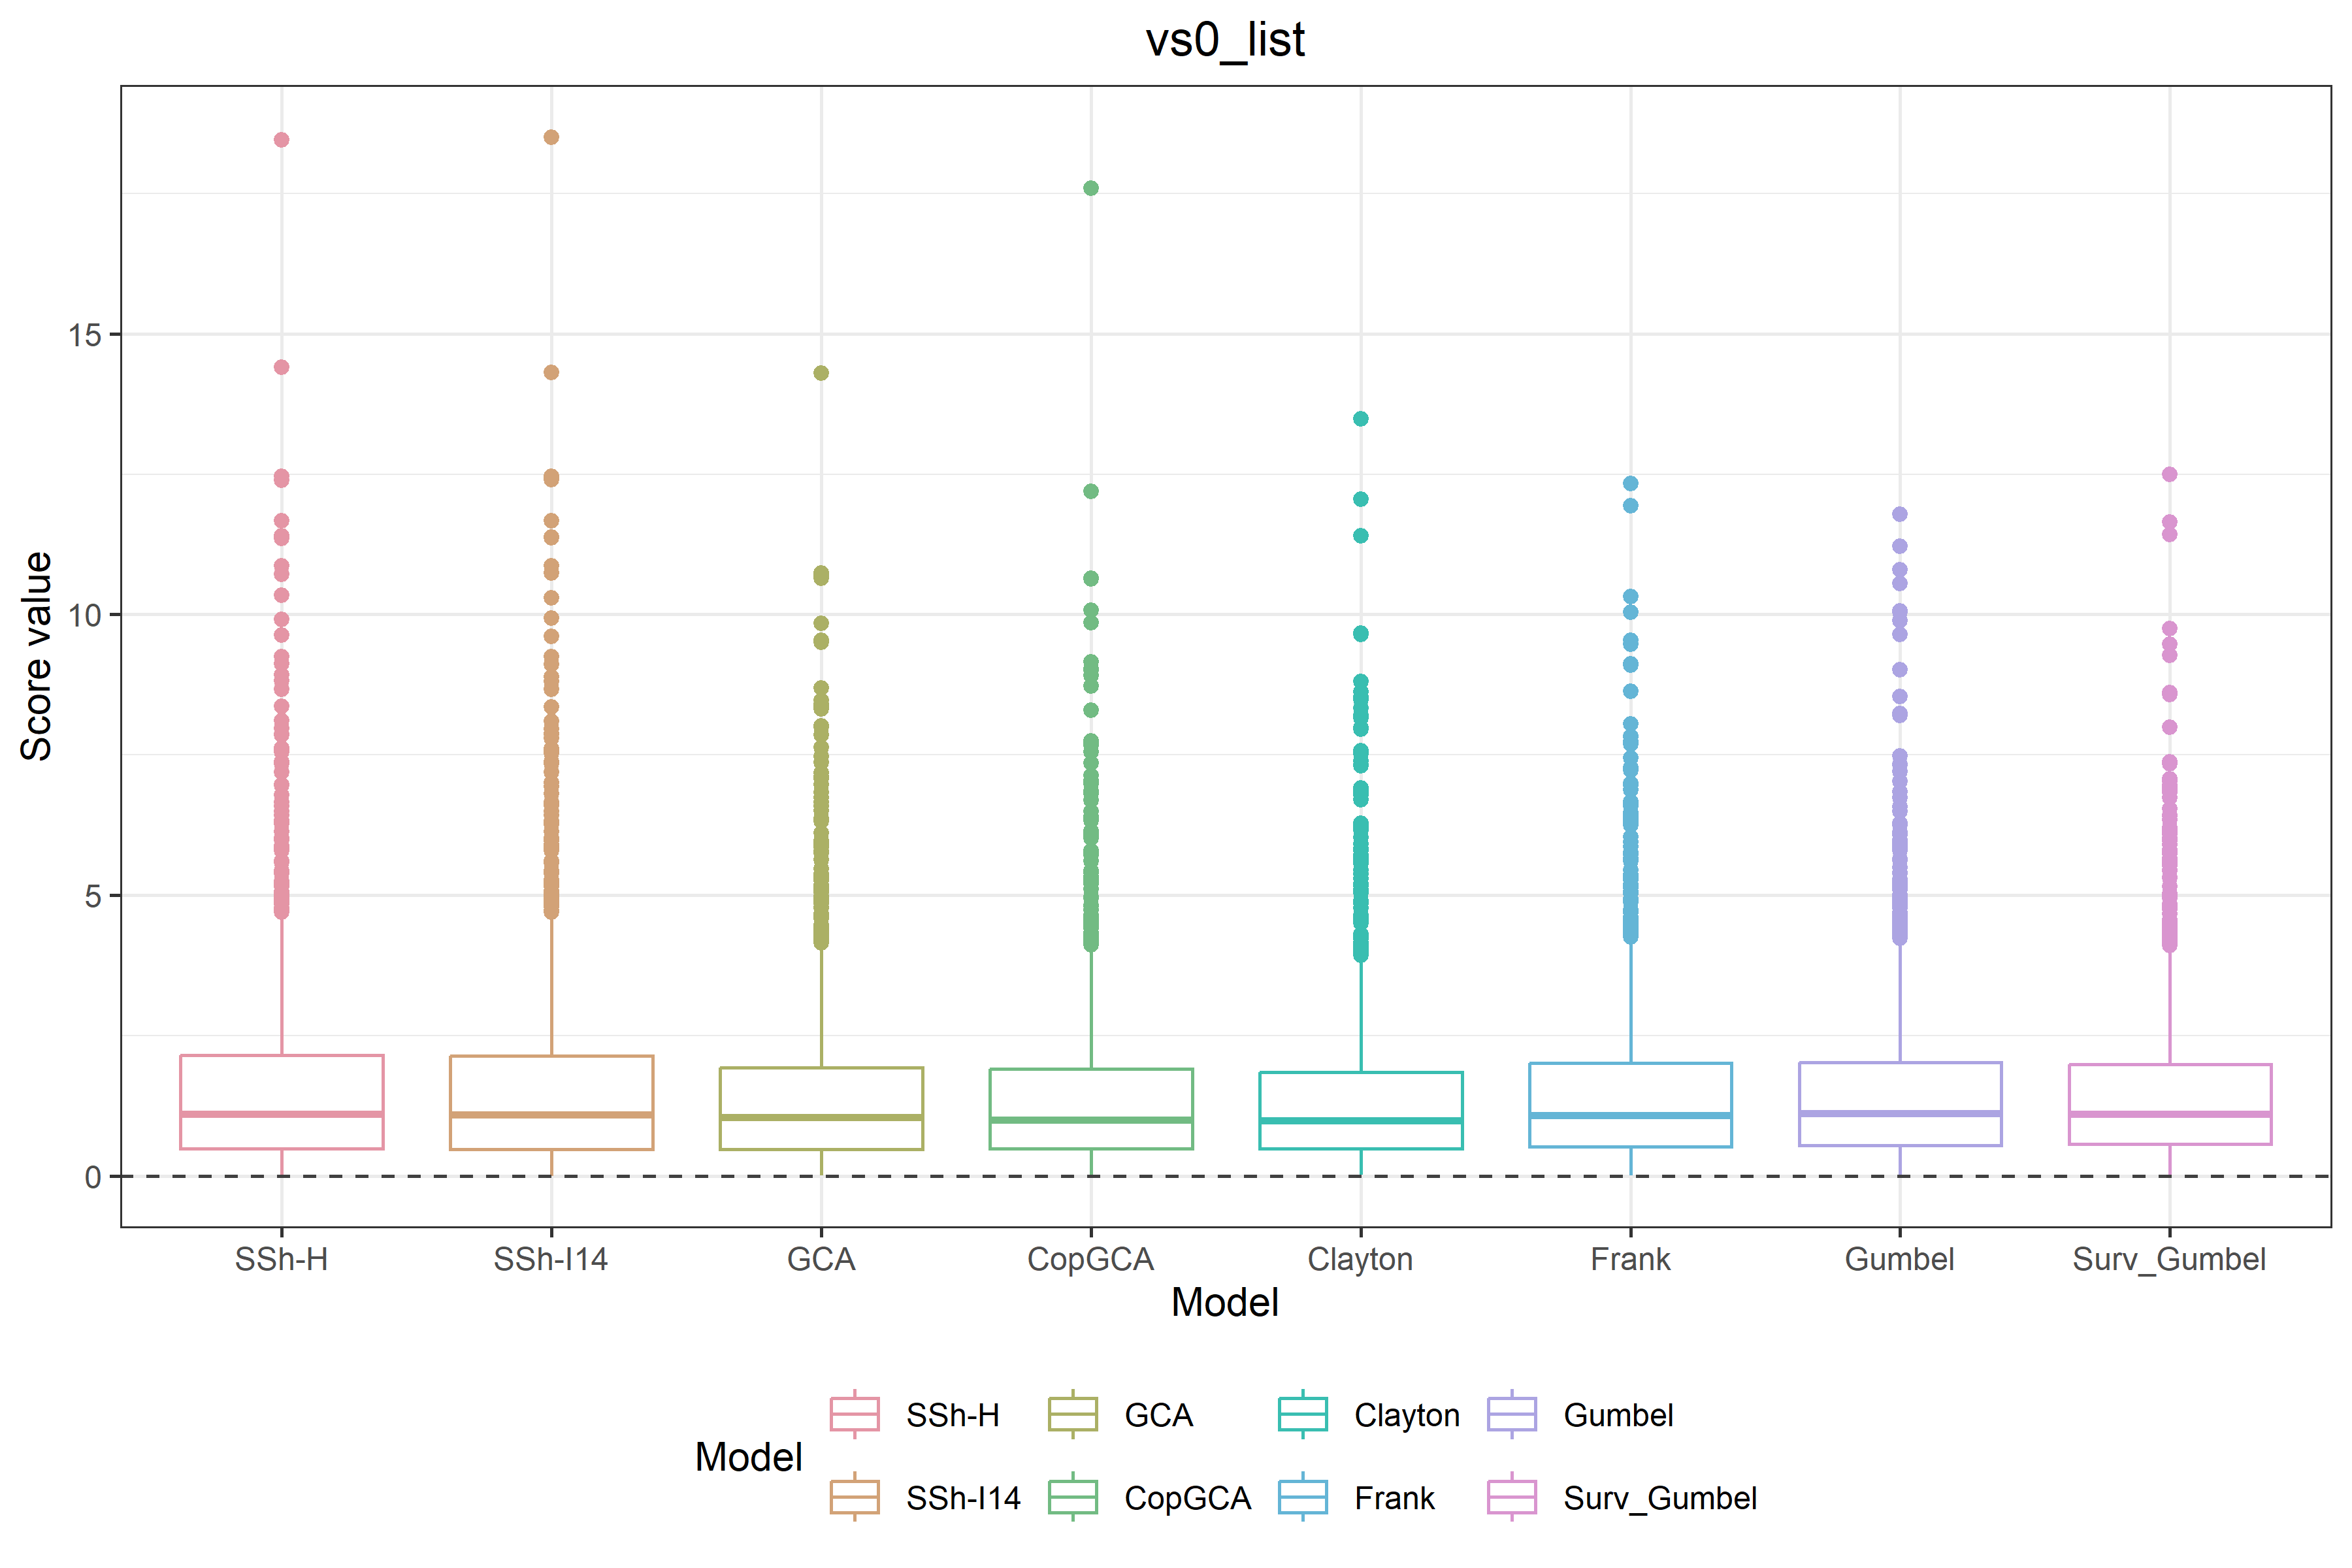 vs0_list
Score value
15
10
5
0
SSh-H SSh-I14 GCA CopGCA Clayton Frank Gumbel Surv_Gumbel
Model
Model
SSh-H GCA Clayton Gumbel
SSh-I14 CopGCA Frank Surv_Gumbel